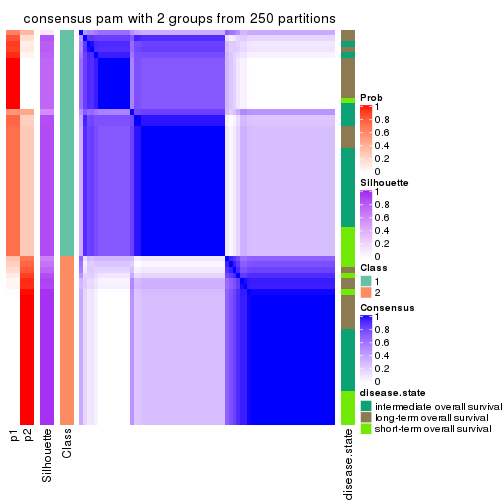 consensus pam with 2 groups from 250 partitions
Prob
1
0.8
0.6
0.4
0.2
0
Silhouette
1
0.8
0.6
0.4
0.2
0
Class
1
2
Consensus
1
0.8
0.6
0.4
0.2
0
disease.state
intermediate overall survival
long-term overall survival
short-term overall survival
p1
p2
Silhouette
Class
disease.state